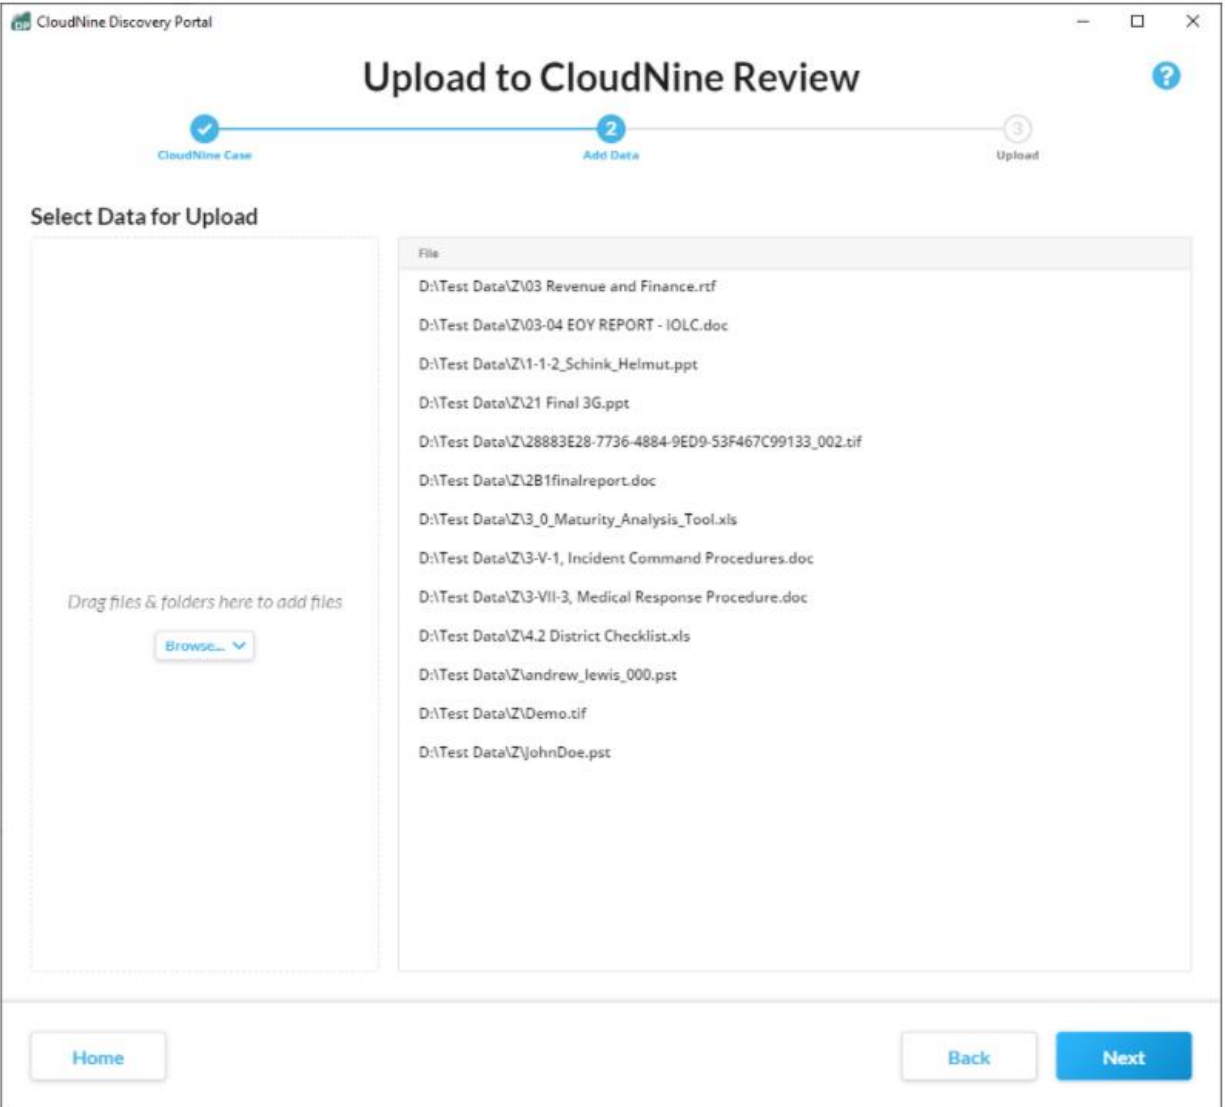 CloudNine Discovery Portal
Upload to CloudNine Review
?
2
3
CloudNine Case
Add Data
Upload
Select Data for Upload
File
D:\Test Data\Z\03 Revenue and Finance.rtf
D:\Test Data\Z\03-04 EOY REPORT - IOLC.doc
D:\Test Data\Z\1-1-2_Schink_Helmut.ppt
D:\Test Data\Z\21 Final 3G.ppt
D:\Test Data\Z\28883E28-7736-4884-9ED9-53F467C99133_002.tif
D:\Test Data\Z\2B1finalreport.doc
D:\Test Data\Z\3_0_Maturity_Analysis_Tool.xls
D:\Test Data\Z\3-V-1, Incident Command Procedures.doc
D:\Test Data\Z\3-VII-3, Medical Response Procedure.doc
D:\Test Data\Z\4.2 District Checklist.xls
D:\Test Data\Z\andrew_lewis_000.pst
D:\Test Data\Z\Demo.tif
D:\Test Data\Z\JohnDoe.pst
Drag files & folders here to add files
Browse...
Home
Back
Next